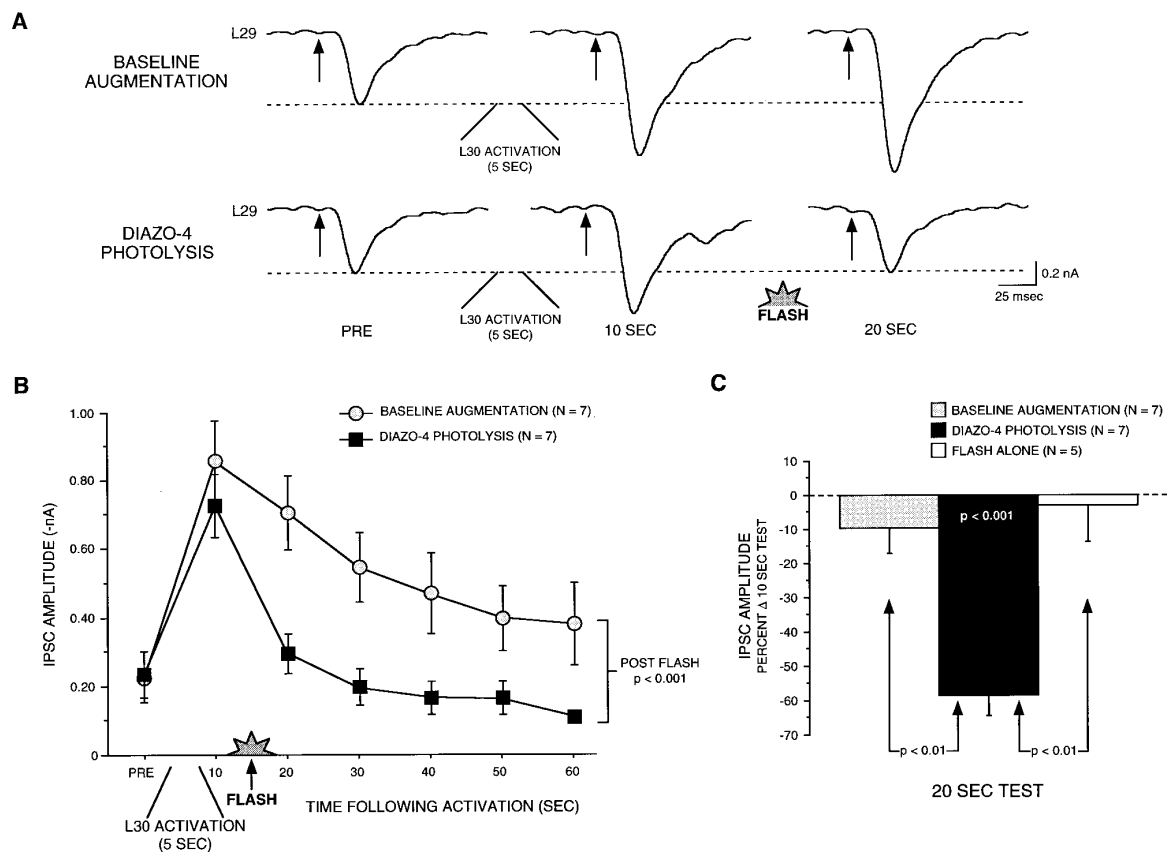 A
BASELINE
AUGMENTATION
L29
L30 ACTIVATION
(5 SEC)
DIAZO-4
PHOTOLYSIS
L29
L30 ACTIVATION
(5 SEC)
0.2 nA
25 msec
FLASH
PRE
10 SEC
20 SEC
B
BASELINE AUGMENTATION (N = 7)
DIAZO-4 PHOTOLYSIS (N = 7)
IPSC AMPLITUDE (-nA)
1.00
0.80
0.60
0.40
0.20
0
POST FLASH
p < 0.001
PRE
10
20
30
40
50
60
FLASH
TIME FOLLOWING ACTIVATION (SEC)
L30 ACTIVATION
(5 SEC)
C
BASELINE AUGMENTATION (N = 7)
DIAZO-4 PHOTOLYSIS (N = 7)
FLASH ALONE (N = 5)
IPSC AMPLITUDE
PERCENT Δ 10 SEC TEST
10
0
-10
-20
-30
-40
-50
-60
-70
p < 0.001
p < 0.01
p < 0.01
20 SEC TEST